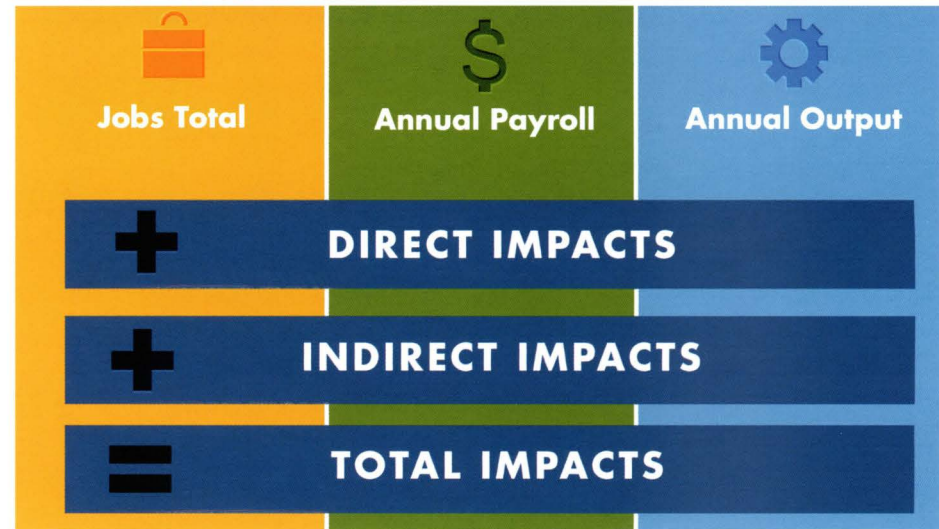 Jobs Total
$
Annual Payroll
Annual Output
+ DIRECT IMPACTS
+ INDIRECT IMPACTS
= TOTAL IMPACTS